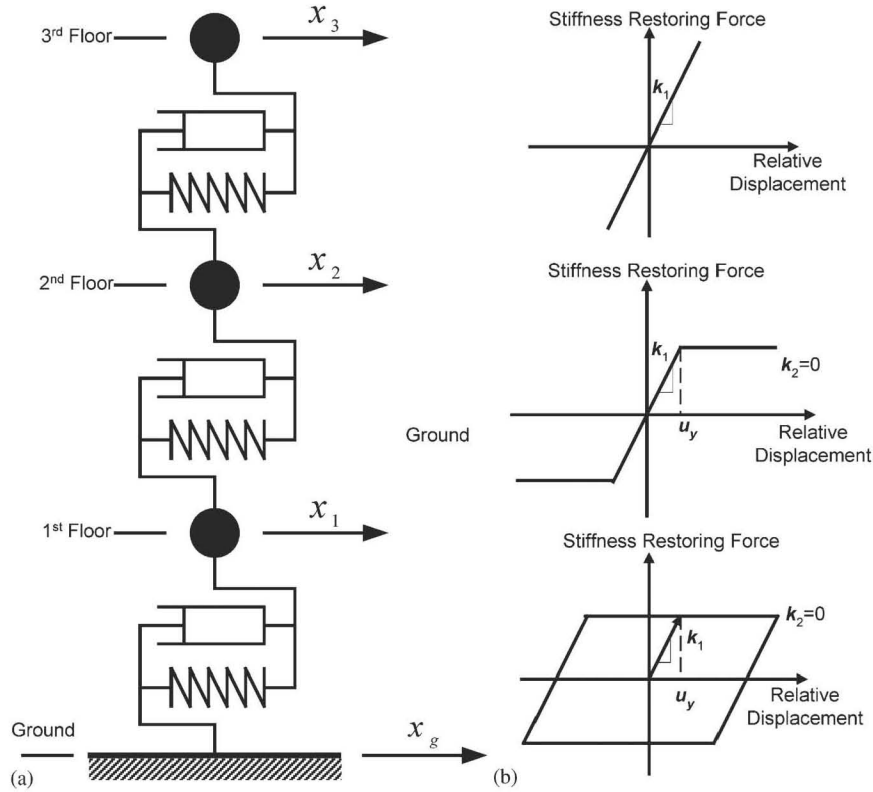 3rd Floor
x3
2nd Floor
x2
1st Floor
x1
Ground
xg
(a)
Stiffness Restoring Force
k1
Relative
Displacement
Stiffness Restoring Force
k1
k2=0
Ground
uy
Relative
Displacement
Stiffness Restoring Force
k2=0
k1
uy
Relative
Displacement
(b)